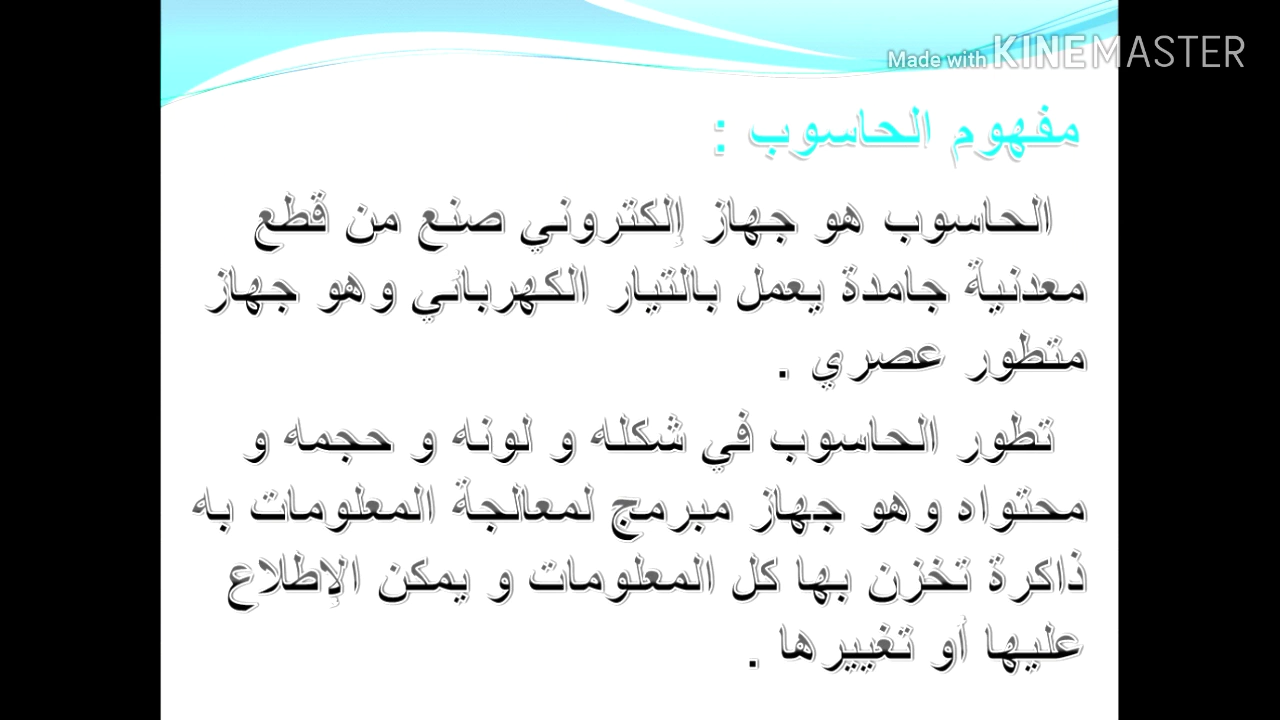 Made with KINEMASTER
مفهوم الحاسوب :
الحاسوب هو جهاز إلكتروني صنع من قطع
معدنية جامدة يعمل بالتيار الكهربائي وهو جهاز
متطور عصري .
تطور الحاسوب في شكله و لونه و حجمه و
محتواه وهو جهاز مبرمج لمعالجة المعلومات به
ذاكرة تخزن بها كل المعلومات و يمكن الإطلاع
عليها أو تغييرها .